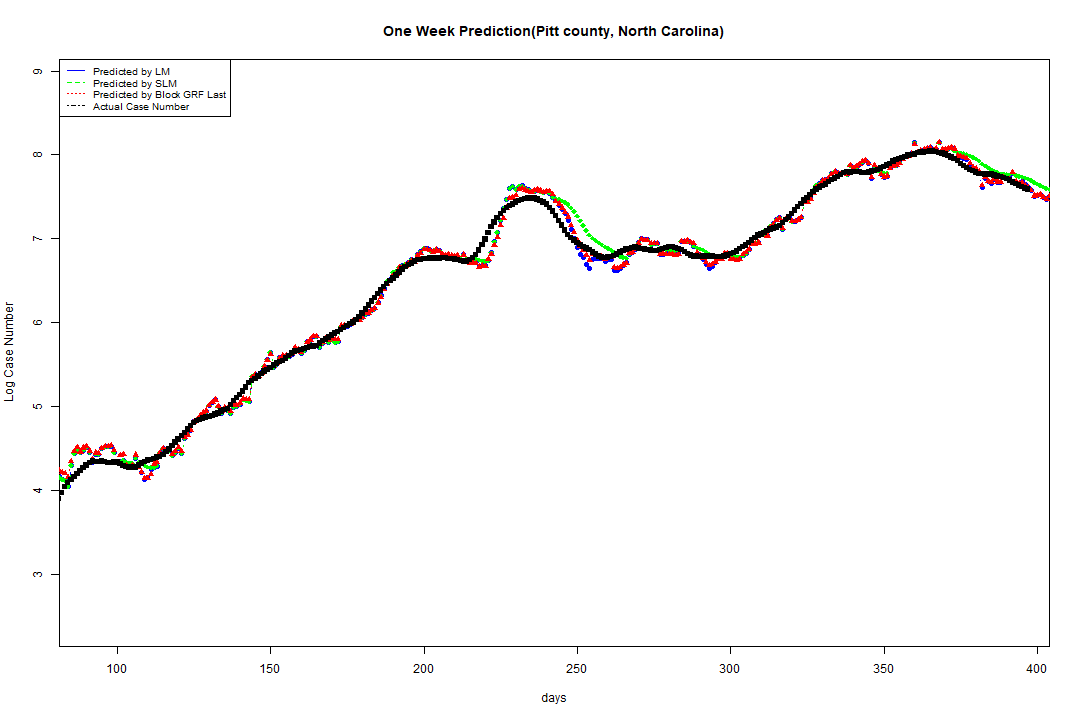 One Week Prediction(Pitt county, North Carolina)
Predicted by LM
Predicted by SLM
Predicted by Block GRF Last
Actual Case Number
9
8
7
6
5
4
3
Log Case Number
100 150 200 250 300 350 400
days